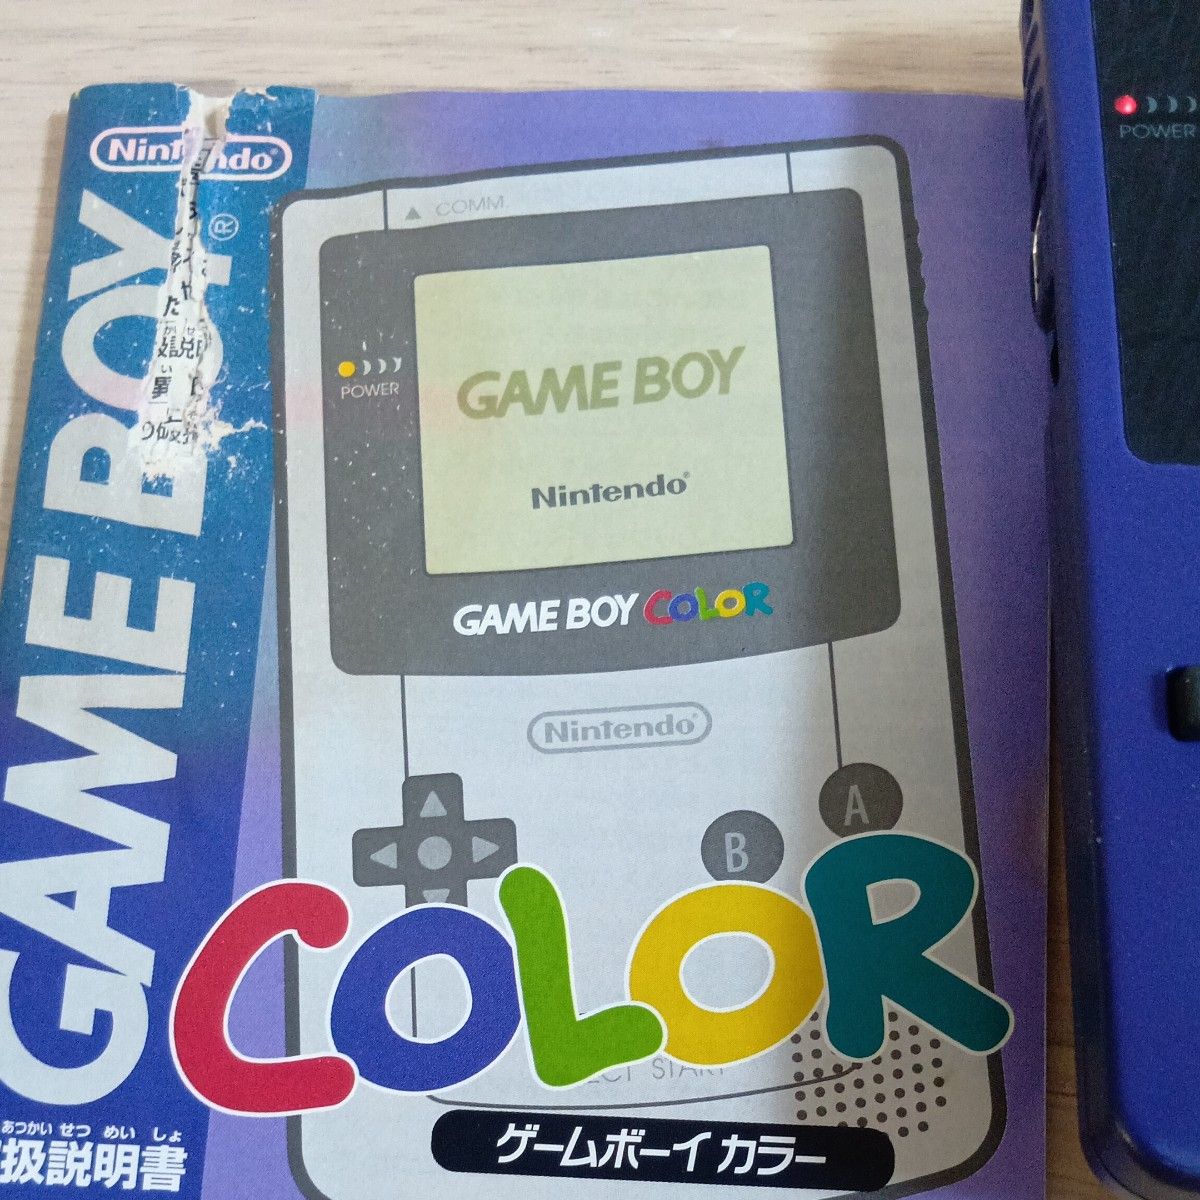 Nintendo
GAME BOY®
COMM.
POWER
GAME BOY
Nintendo®
GAME BOY COLOR
Nintendo
B
A
COLOR
START
ゲームボーイカラー
あつかい せつ めい しょ
扱説明書
POWER